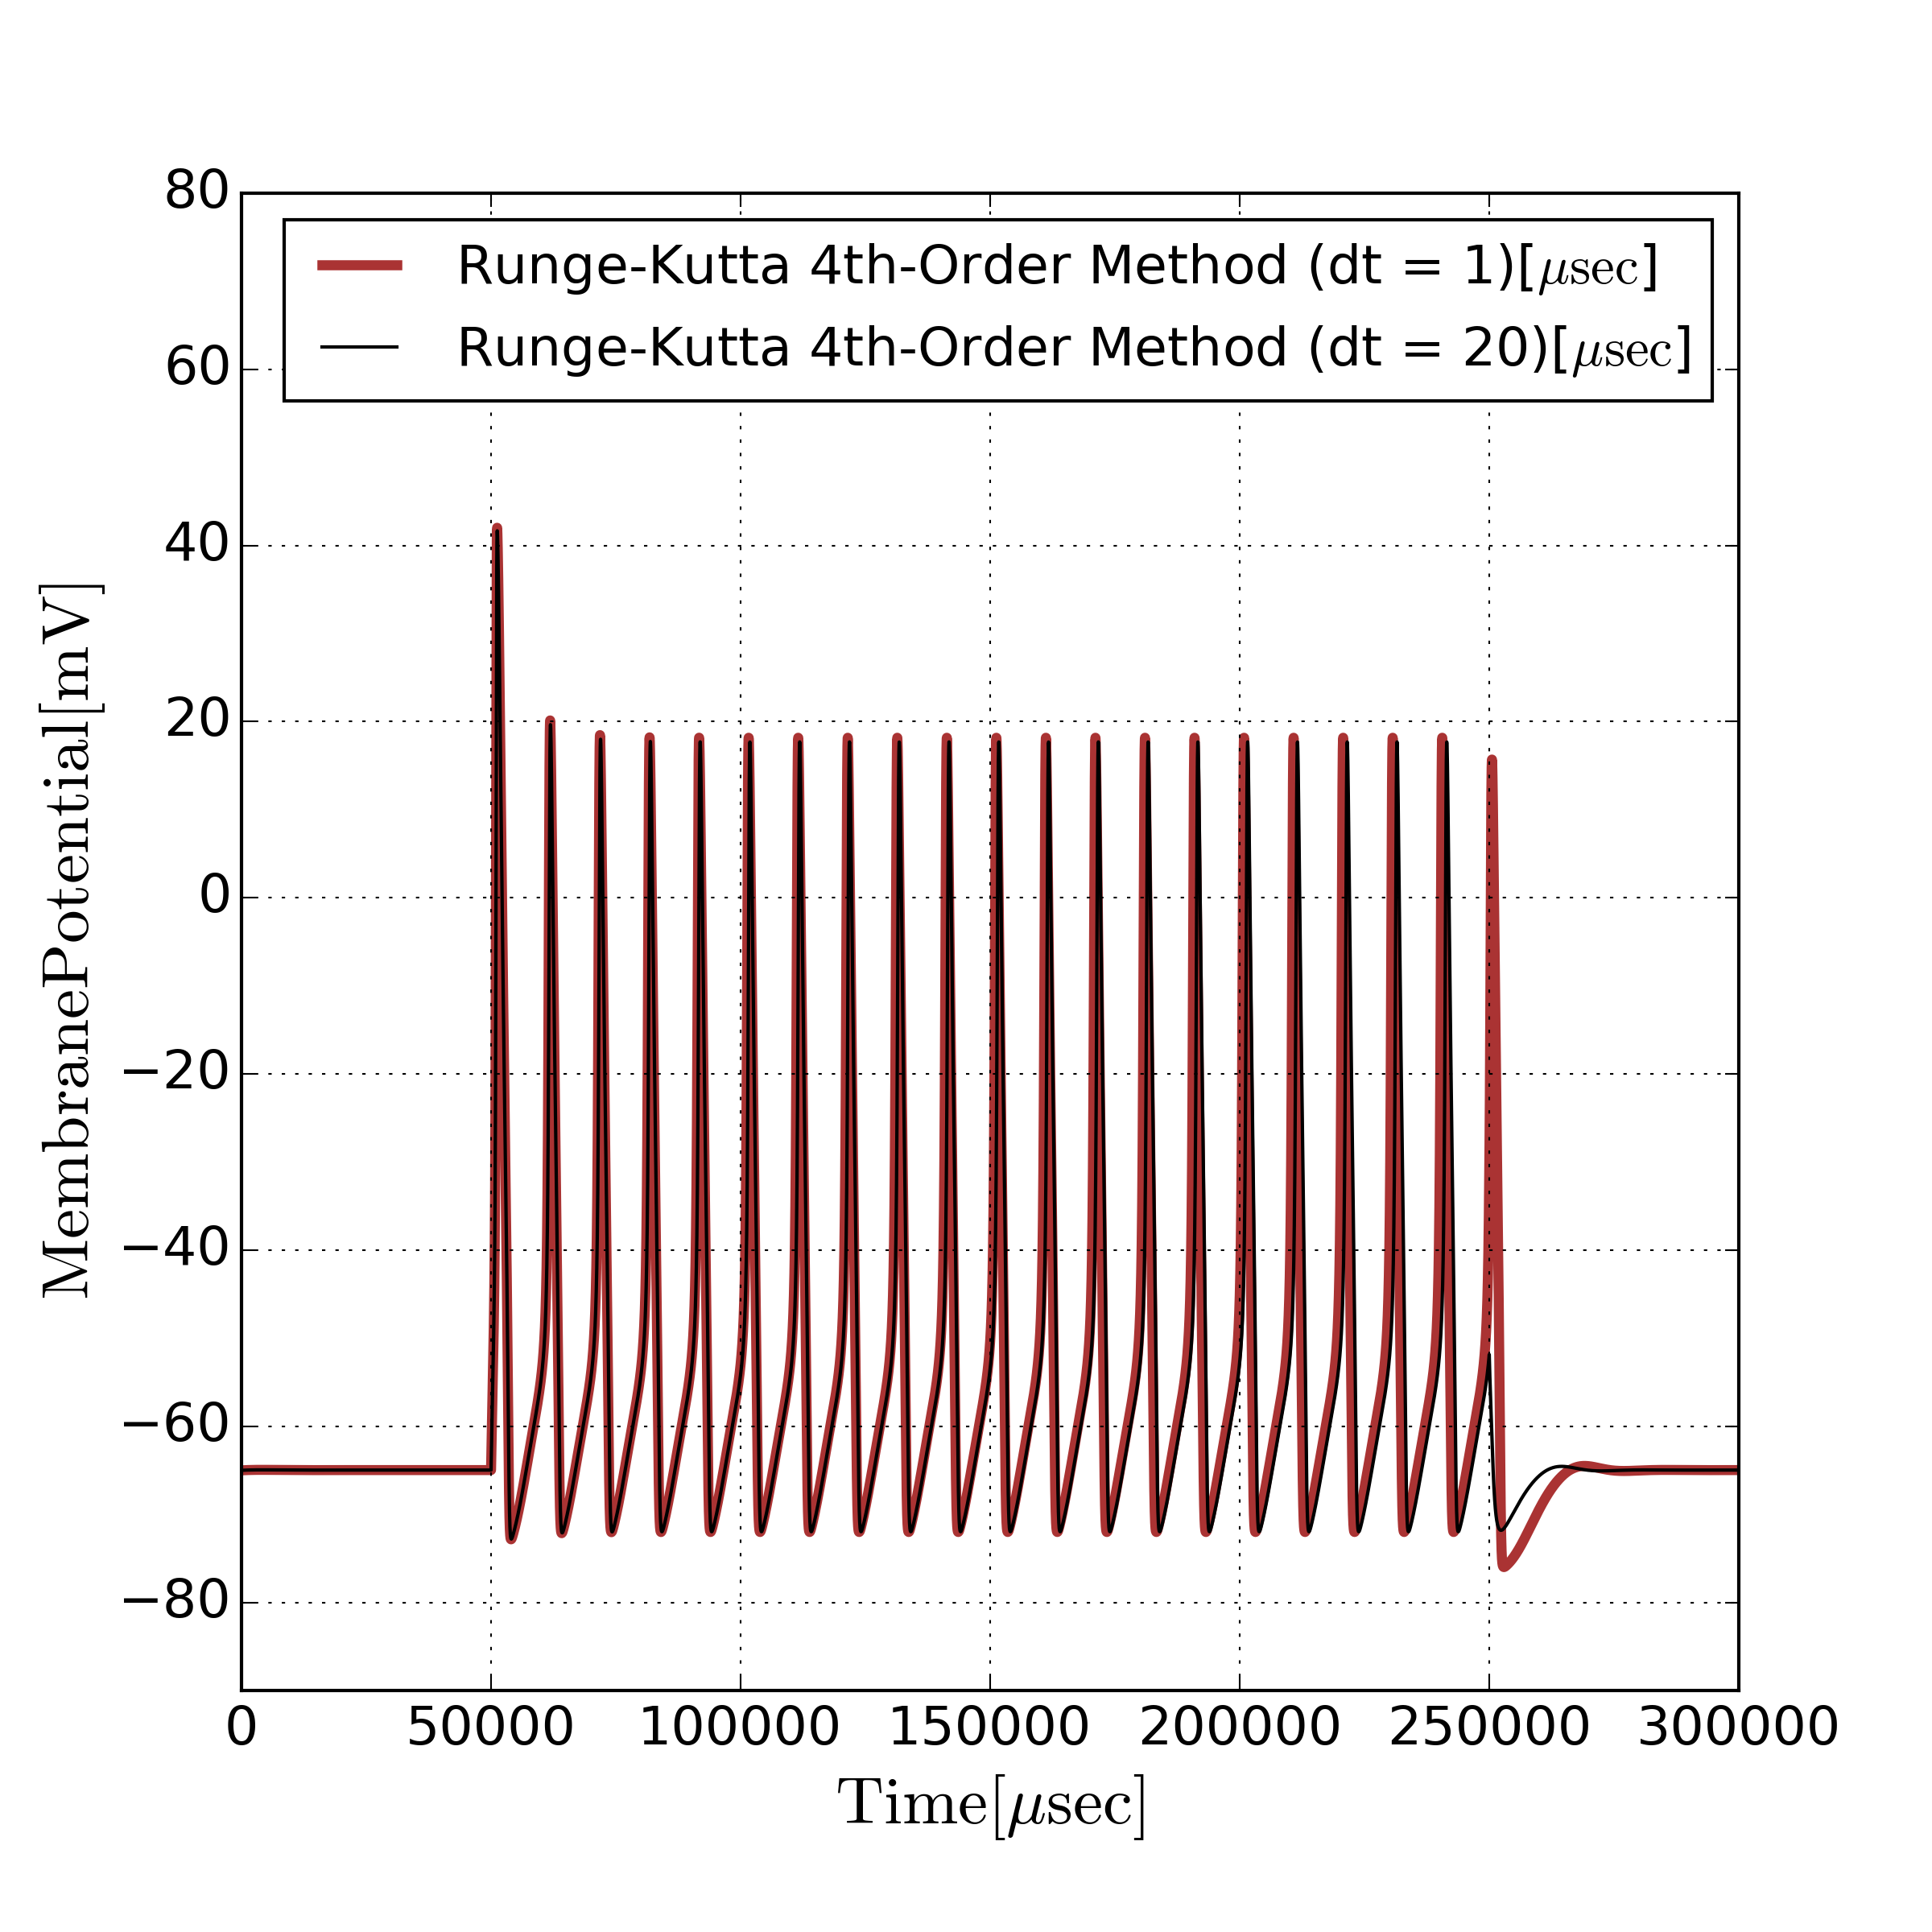 80
Runge-Kutta 4th-Order Method (dt = 1)[μsec]
Runge-Kutta 4th-Order Method (dt = 20)[μsec]
60
40
20
0
−20
−40
−60
−80
MembranePotential[mV]
0 50000 100000 150000 200000 250000 300000
Time[μsec]